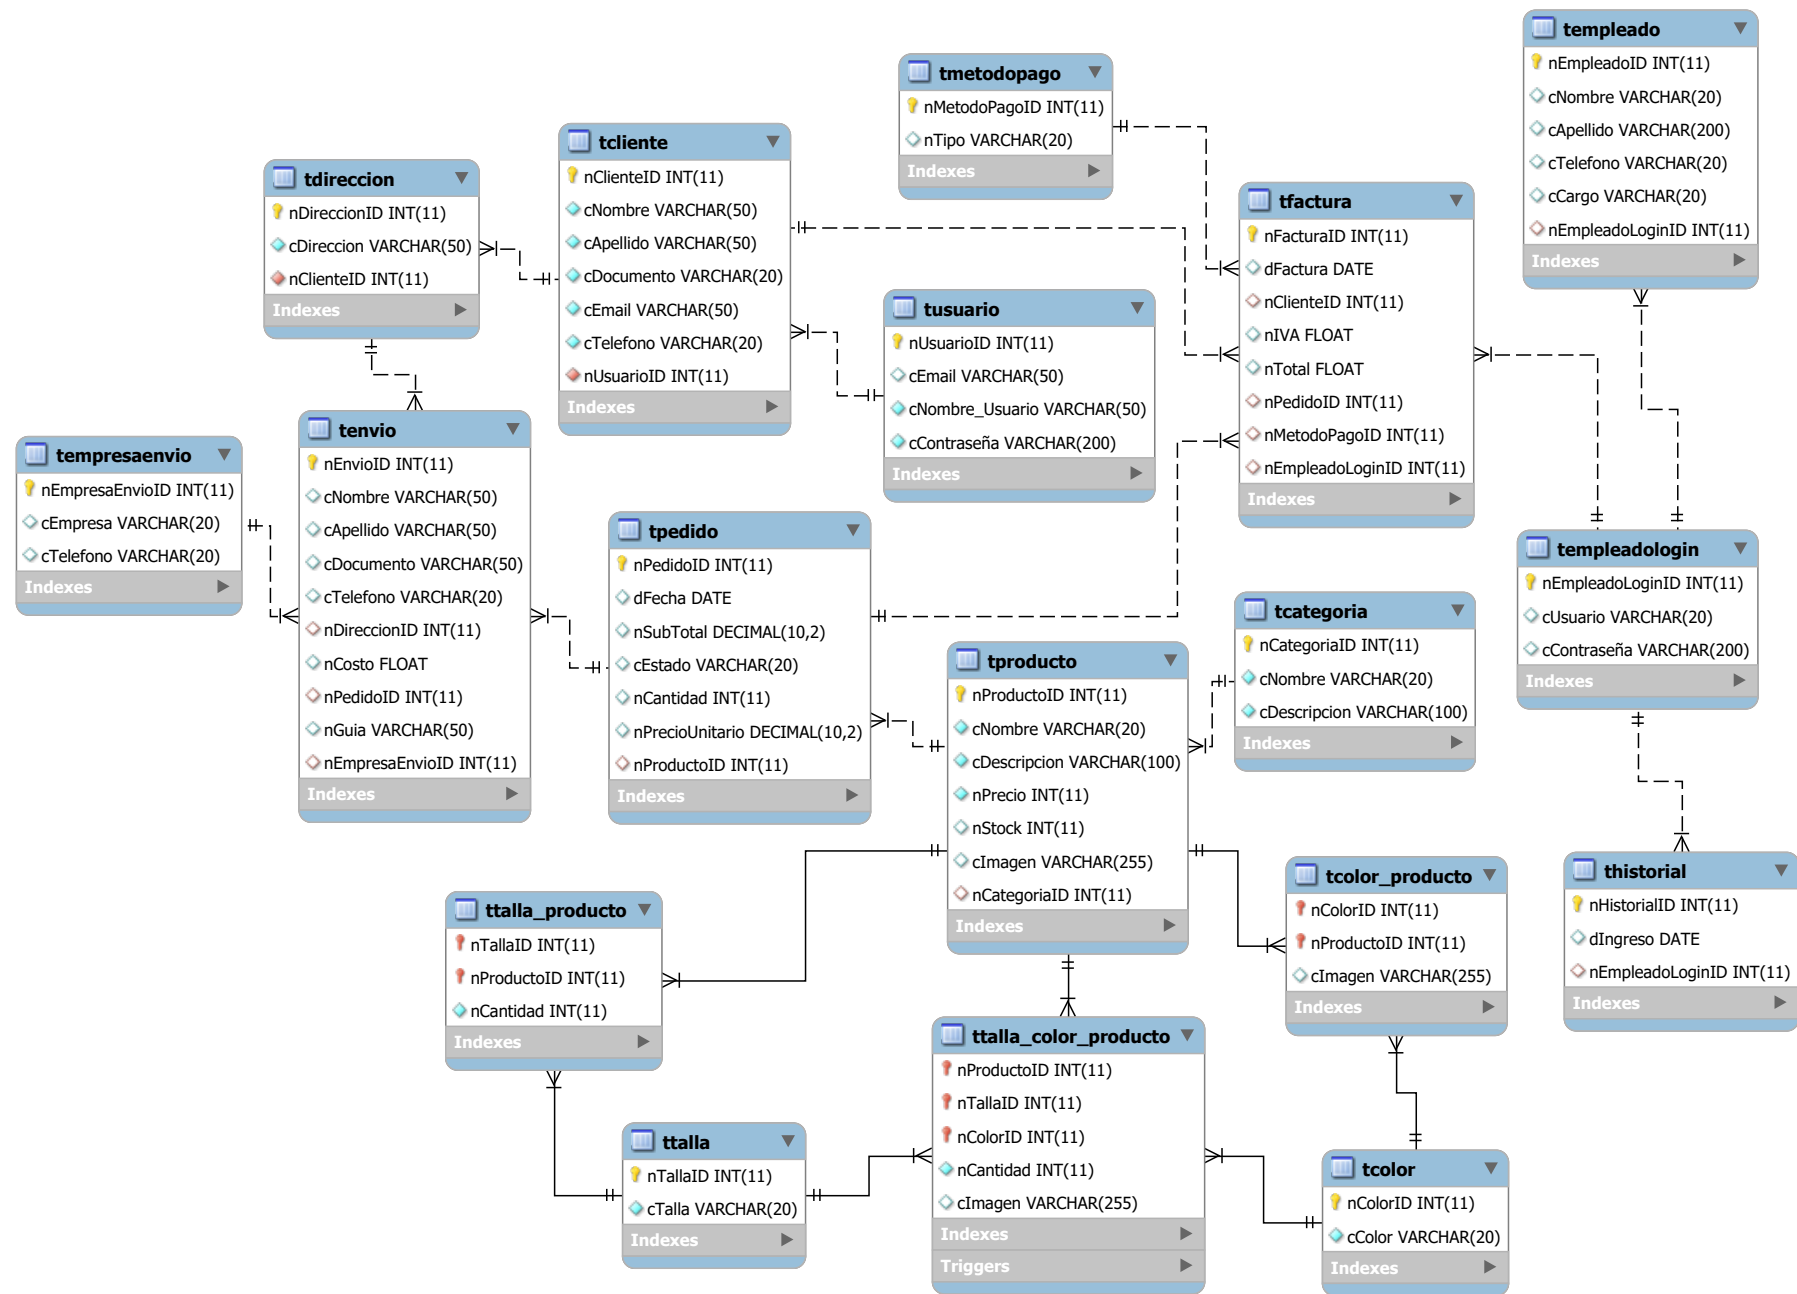 templeado
nEmpleadoID INT(11)
cNombre VARCHAR(20)
cApellido VARCHAR(200)
cTelefono VARCHAR(20)
cCargo VARCHAR(20)
nEmpleadoLoginID INT(11)
Indexes
tmetodopago
nMetodoPagoID INT(11)
nTipo VARCHAR(20)
Indexes
tcliente
nClienteID INT(11)
cNombre VARCHAR(50)
cApellido VARCHAR(50)
cDocumento VARCHAR(20)
cEmail VARCHAR(50)
cTelefono VARCHAR(20)
nUsuarioID INT(11)
Indexes
tdireccion
nDireccionID INT(11)
cDireccion VARCHAR(50)
nClienteID INT(11)
Indexes
tfactura
nFacturaID INT(11)
dFactura DATE
nClienteID INT(11)
nIVA FLOAT
nTotal FLOAT
nPedidoID INT(11)
nMetodoPagoID INT(11)
nEmpleadoLoginID INT(11)
Indexes
tusuario
nUsuarioID INT(11)
cEmail VARCHAR(50)
cNombre_Usuario VARCHAR(50)
cContraseña VARCHAR(200)
Indexes
tenvio
nEnvioID INT(11)
cNombre VARCHAR(50)
cApellido VARCHAR(50)
cDocumento VARCHAR(50)
cTelefono VARCHAR(20)
nDireccionID INT(11)
nCosto FLOAT
nPedidoID INT(11)
nGuia VARCHAR(50)
nEmpresaEnvioID INT(11)
Indexes
tempresaenvio
nEmpresaEnvioID INT(11)
cEmpresa VARCHAR(20)
cTelefono VARCHAR(20)
Indexes
tpedido
nPedidoID INT(11)
dFecha DATE
nSubTotal DECIMAL(10,2)
cEstado VARCHAR(20)
nCantidad INT(11)
nPrecioUnitario DECIMAL(10,2)
nProductoID INT(11)
Indexes
templeadologin
nEmpleadoLoginID INT(11)
cUsuario VARCHAR(20)
cContraseña VARCHAR(200)
Indexes
tcategoria
nCategoriaID INT(11)
cNombre VARCHAR(20)
cDescripcion VARCHAR(100)
Indexes
tproducto
nProductoID INT(11)
cNombre VARCHAR(20)
cDescripcion VARCHAR(100)
nPrecio INT(11)
nStock INT(11)
cImagen VARCHAR(255)
nCategoriaID INT(11)
Indexes
thistorial
nHistorialID INT(11)
dIngreso DATE
nEmpleadoLoginID INT(11)
Indexes
tcolor_producto
nColorID INT(11)
nProductoID INT(11)
cImagen VARCHAR(255)
Indexes
ttalla_producto
nTallaID INT(11)
nProductoID INT(11)
nCantidad INT(11)
Indexes
ttalla_color_producto
nProductoID INT(11)
nTallaID INT(11)
nColorID INT(11)
nCantidad INT(11)
cImagen VARCHAR(255)
Indexes
Triggers
ttalla
nTallaID INT(11)
cTalla VARCHAR(20)
Indexes
tcolor
nColorID INT(11)
cColor VARCHAR(20)
Indexes